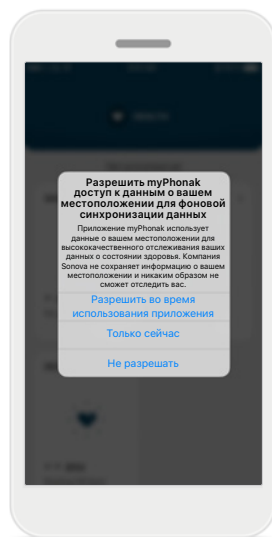 Разрешить myPhonak
доступ к данным о вашем
местоположении для фоновой
синхронизации данных
Приложение myPhonak использует
данные о вашем местоположении для
высококачественного отслеживания ваших
данных о состоянии здоровья. Компания
Sonova не сохраняет информацию о вашем
местоположении и никаким образом не
сможет отследить вас.
Разрешить во время
использования приложения
Только сейчас
Не разрешать